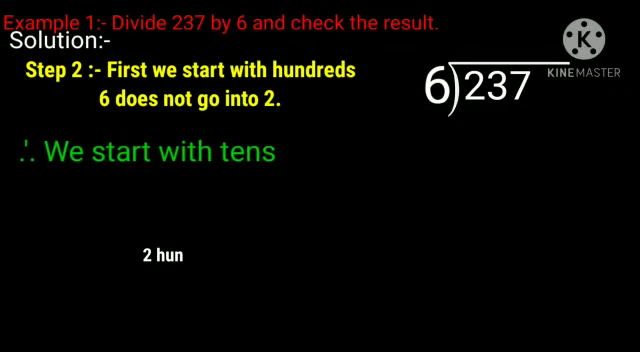 Example 1:- Divide 237 by 6 and check the result.
Solution:-
Step 2 :- First we start with hundreds
6 does not go into 2.
6)237
K
KINEMASTER
∴ We start with tens
2 hun